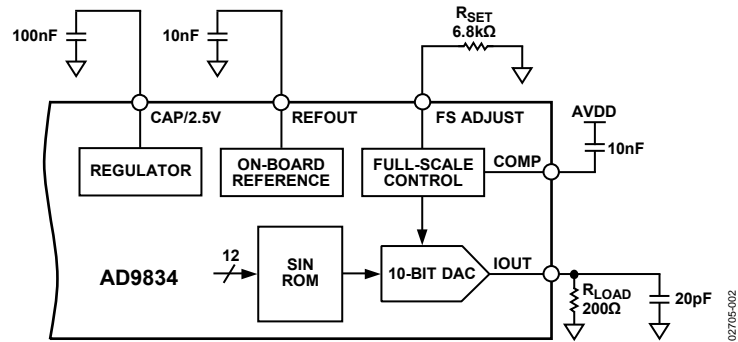 100nF
10nF
RSET
6.8kΩ
CAP/2.5V
REFOUT
FS ADJUST
AVDD
10nF
REGULATOR
ON-BOARD
REFERENCE
FULL-SCALE
CONTROL
COMP
AD9834
12
SIN
ROM
10-BIT DAC
IOUT
RLOAD
200Ω
20pF
02705-002